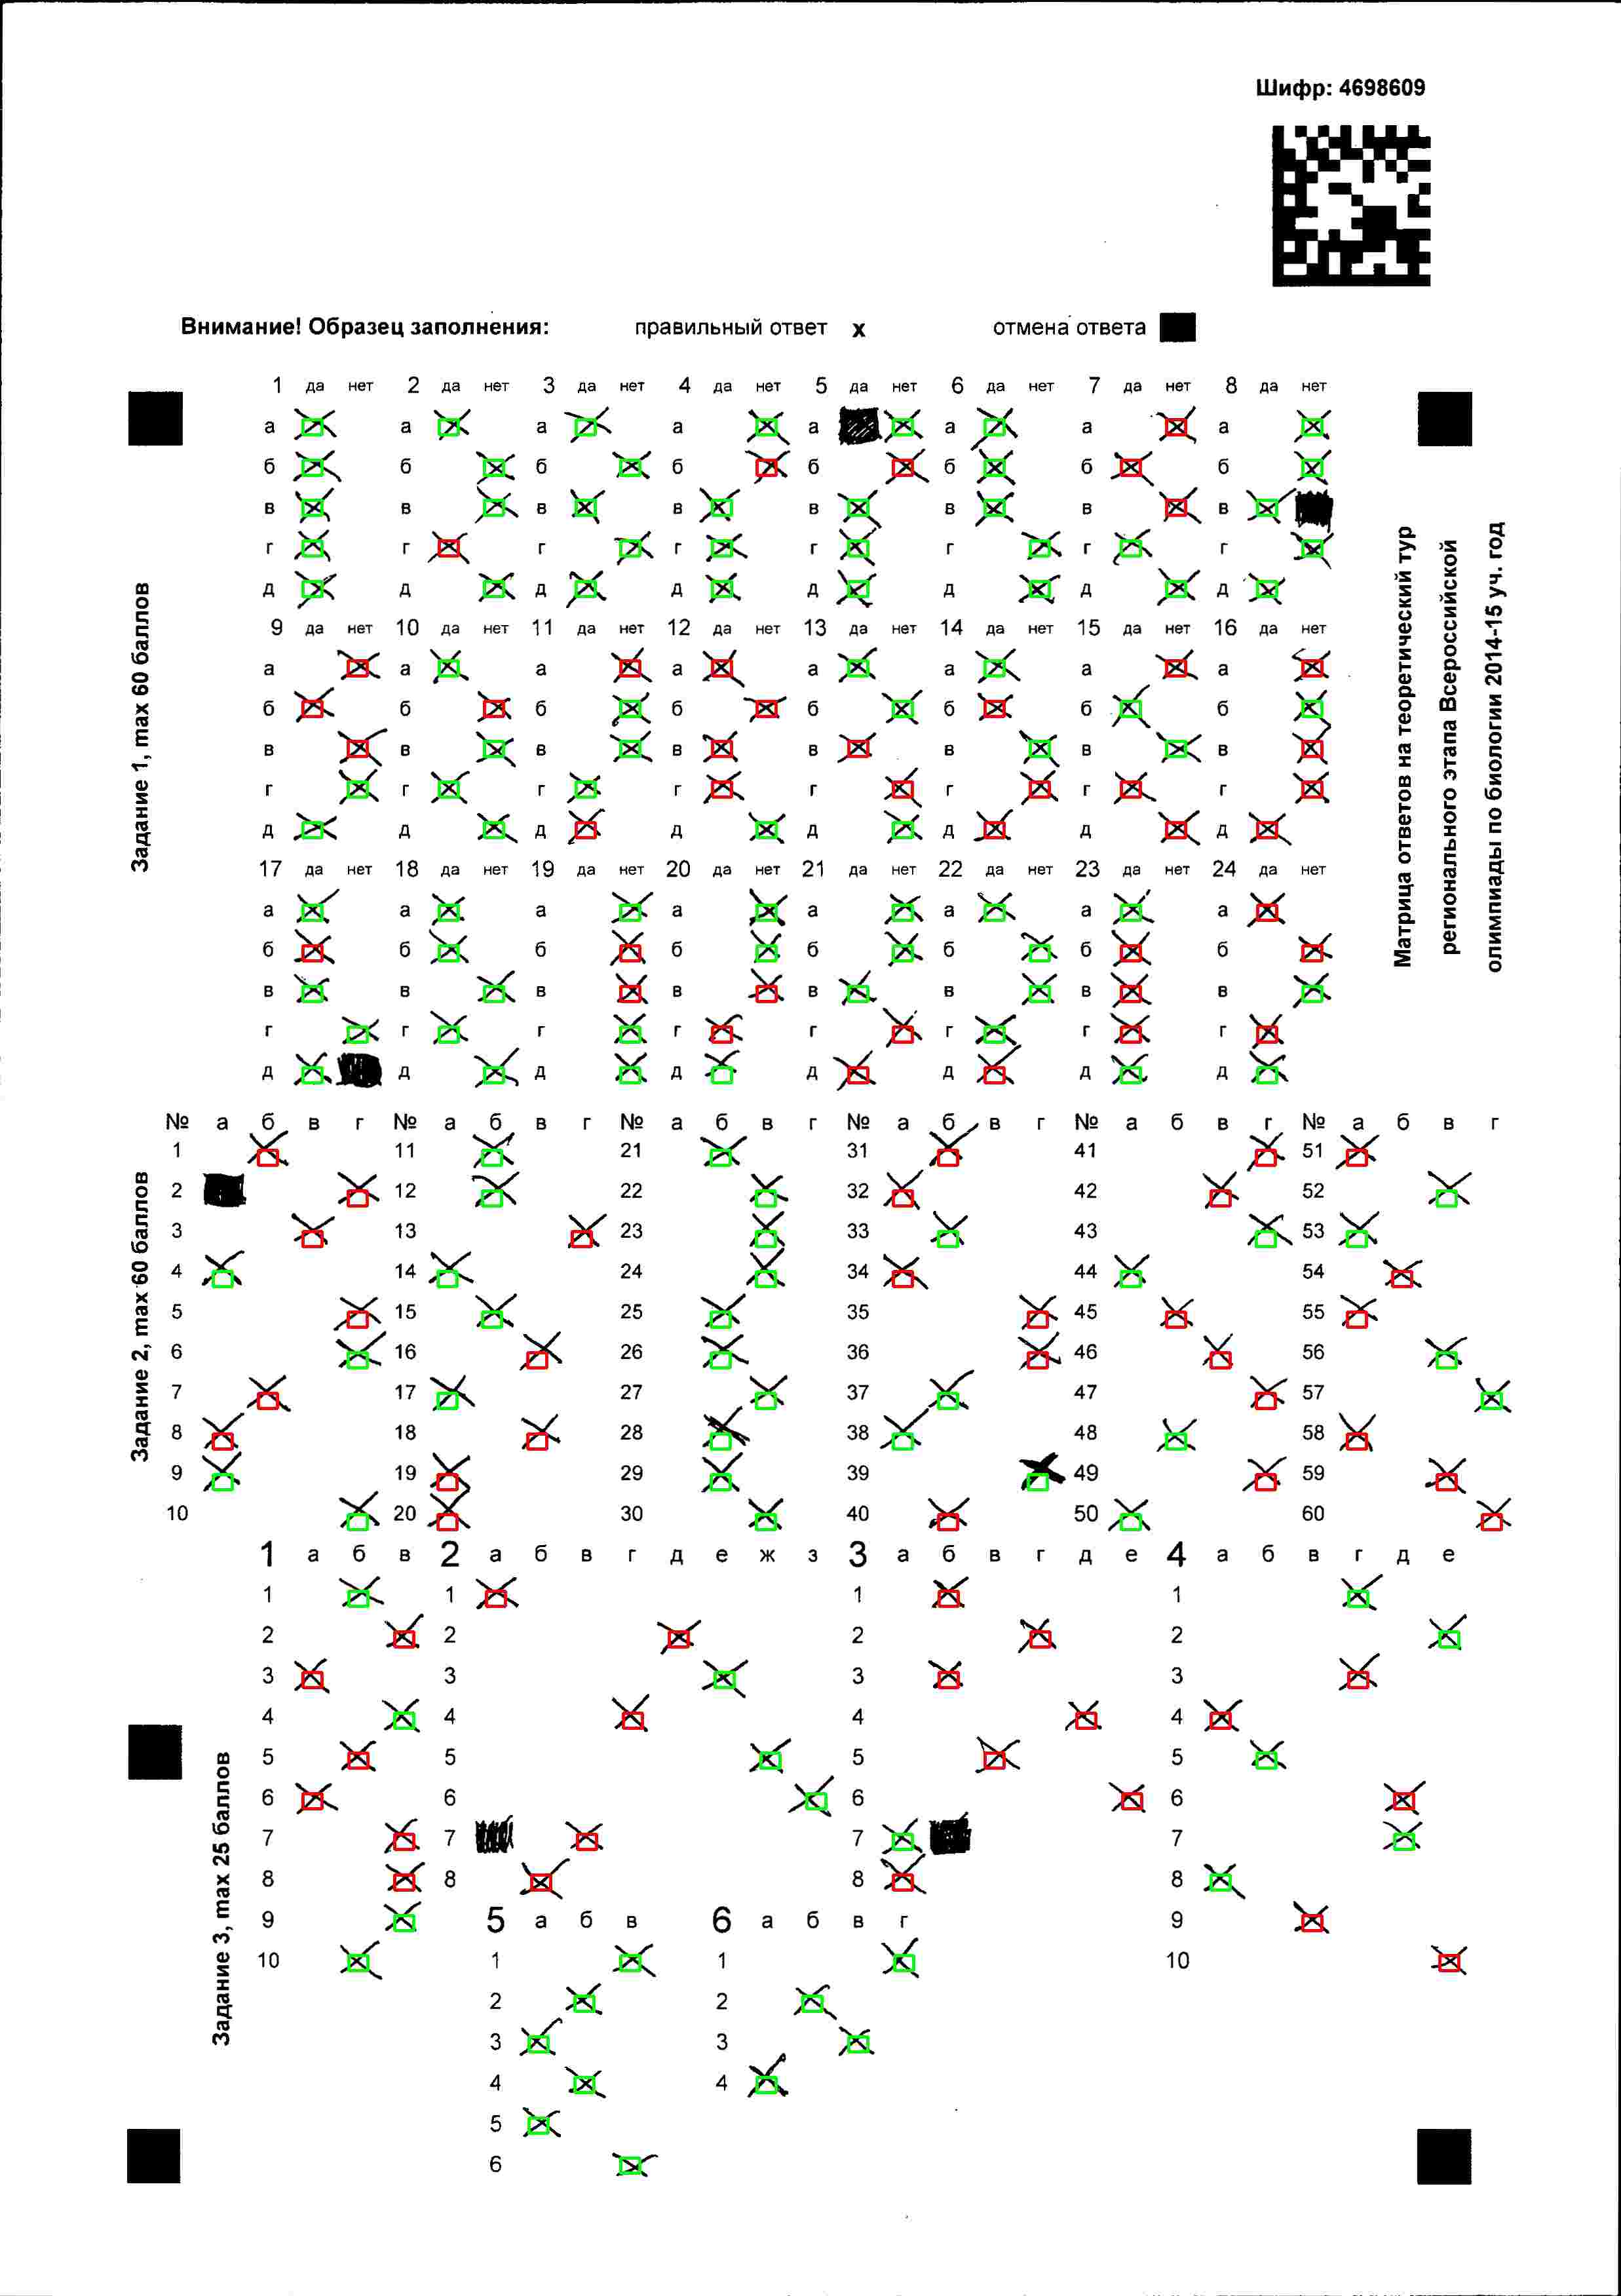 Шифр: 4698609
Внимание! Образец заполнения: правильный ответ х отмена ответа
Задание 1, max 60 баллов
1 да нет 2 да нет 3 да нет 4 да нет 5 да нет 6 да нет 7 да нет 8 да нет
а а а а а а а а
б б б б б б б б
в в в в в в в в
г г г г г г г г
д д д д д д д д
9 да нет 10 да нет 11 да нет 12 да нет 13 да нет 14 да нет 15 да нет 16 да нет
а а а а а а а а
б б б б б б б б
в в в в в в в в
г г г г г г г г
д д д д д д д д
17 да нет 18 да нет 19 да нет 20 да нет 21 да нет 22 да нет 23 да нет 24 да нет
а а а а а а а а
б б б б б б б б
в в в в в в в в
г г г г г г г г
д д д д д д д д
Матрица ответов на теоретический тур
регионального этапа Всероссийской
олимпиады по биологии 2014-15 уч. год
Задание 2, max 60 баллов
№ а б в г № а б в г № а б в г № а б в г № а б в г № а б в г
1 11 21 31 41 51
2 12 22 32 42 52
3 13 23 33 43 53
4 14 24 34 44 54
5 15 25 35 45 55
6 16 26 36 46 56
7 17 27 37 47 57
8 18 28 38 48 58
9 19 29 39 49 59
10 20 30 40 50 60
Задание 3, max 25 баллов
1 а б в 2 а б в г д е ж з 3 а б в г д е 4 а б в г д е
1 1 1 1
2 2 2 2
3 3 3 3
4 4 4 4
5 5 5 5
6 6 6 6
7 7 7 7
8 8 8 8
9 5 а б в 6 а б в г 9
10 1 1 10
2 2
3 3
4 4
5
6